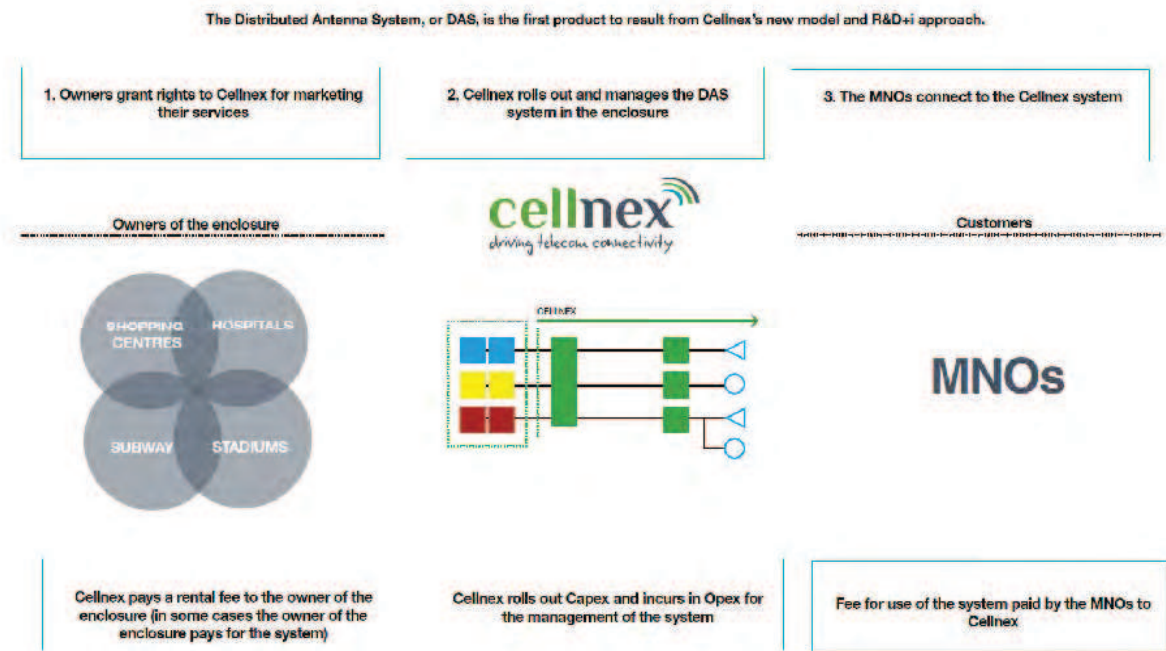 The Distributed Antenna System, or DAS, is the first product to result from Cellnex's new model and R&D+i approach.
1. Owners grant rights to Cellnex for marketing
their services
2. Cellnex rolls out and manages the DAS
system in the enclosure
3. The MNOs connect to the Cellnex system
Owners of the enclosure
cellnex
driving telecom connectivity
Customers
SHOPPING
CENTRES
HOSPITALS
SUBWAY
STADIUMS
CELLNEX
MNOs
Cellnex pays a rental fee to the owner of the
enclosure (in some cases the owner of the
enclosure pays for the system)
Cellnex rolls out Capex and incurs in Opex for
the management of the system
Fee for use of the system paid by the MNOs to
Cellnex